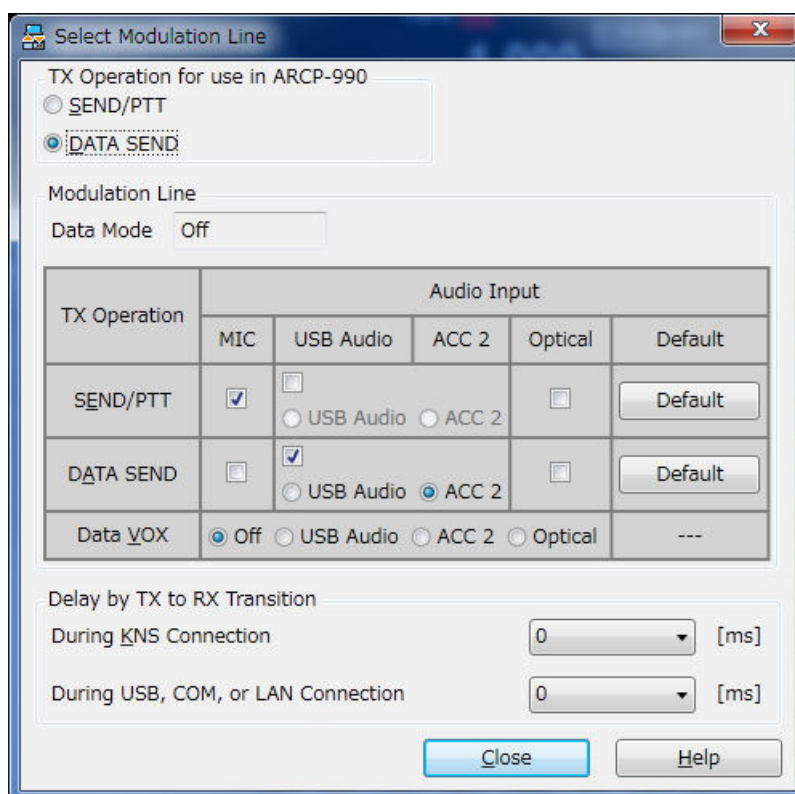 Select Modulation Line
TX Operation for use in ARCP-990
SEND/PTT
DATA SEND
Modulation Line
Data Mode Off
TX Operation
Audio Input
MIC USB Audio ACC 2 Optical Default
SEND/PTT
USB Audio ACC 2
Default
DATA SEND
USB Audio ACC 2
Default
Data VOX Off USB Audio ACC 2 Optical ---
Delay by TX to RX Transition
During KNS Connection 0 [ms]
During USB, COM, or LAN Connection 0 [ms]
Close Help